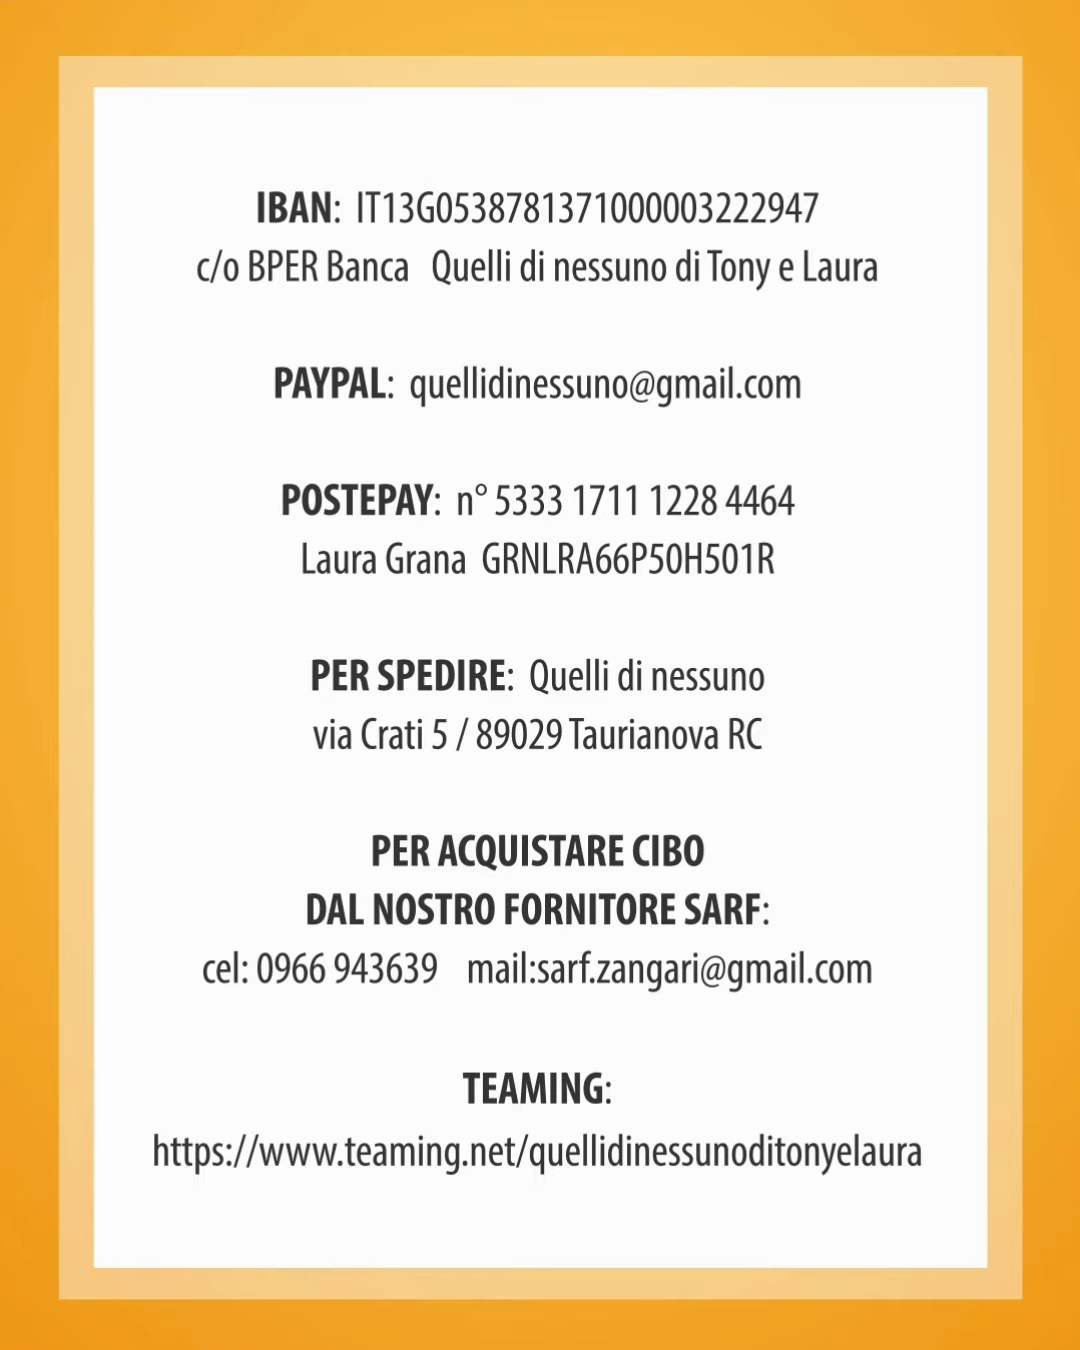 IBAN: IT13G0538781371000003222947
c/o BPER Banca Quelli di nessuno di Tony e Laura
PAYPAL: quellidinessuno@gmail.com
POSTEPAY: n° 5333 1711 1228 4464
Laura Grana GRNLRA66P50H501R
PER SPEDIRE: Quelli di nessuno
via Crati 5 / 89029 Taurianova RC
PER ACQUISTARE CIBO
DAL NOSTRO FORNITORE SARF:
cel: 0966 943639 mail:sarf.zangari@gmail.com
TEAMING:
https://www.teaming.net/quellidinessunoditonyelaura